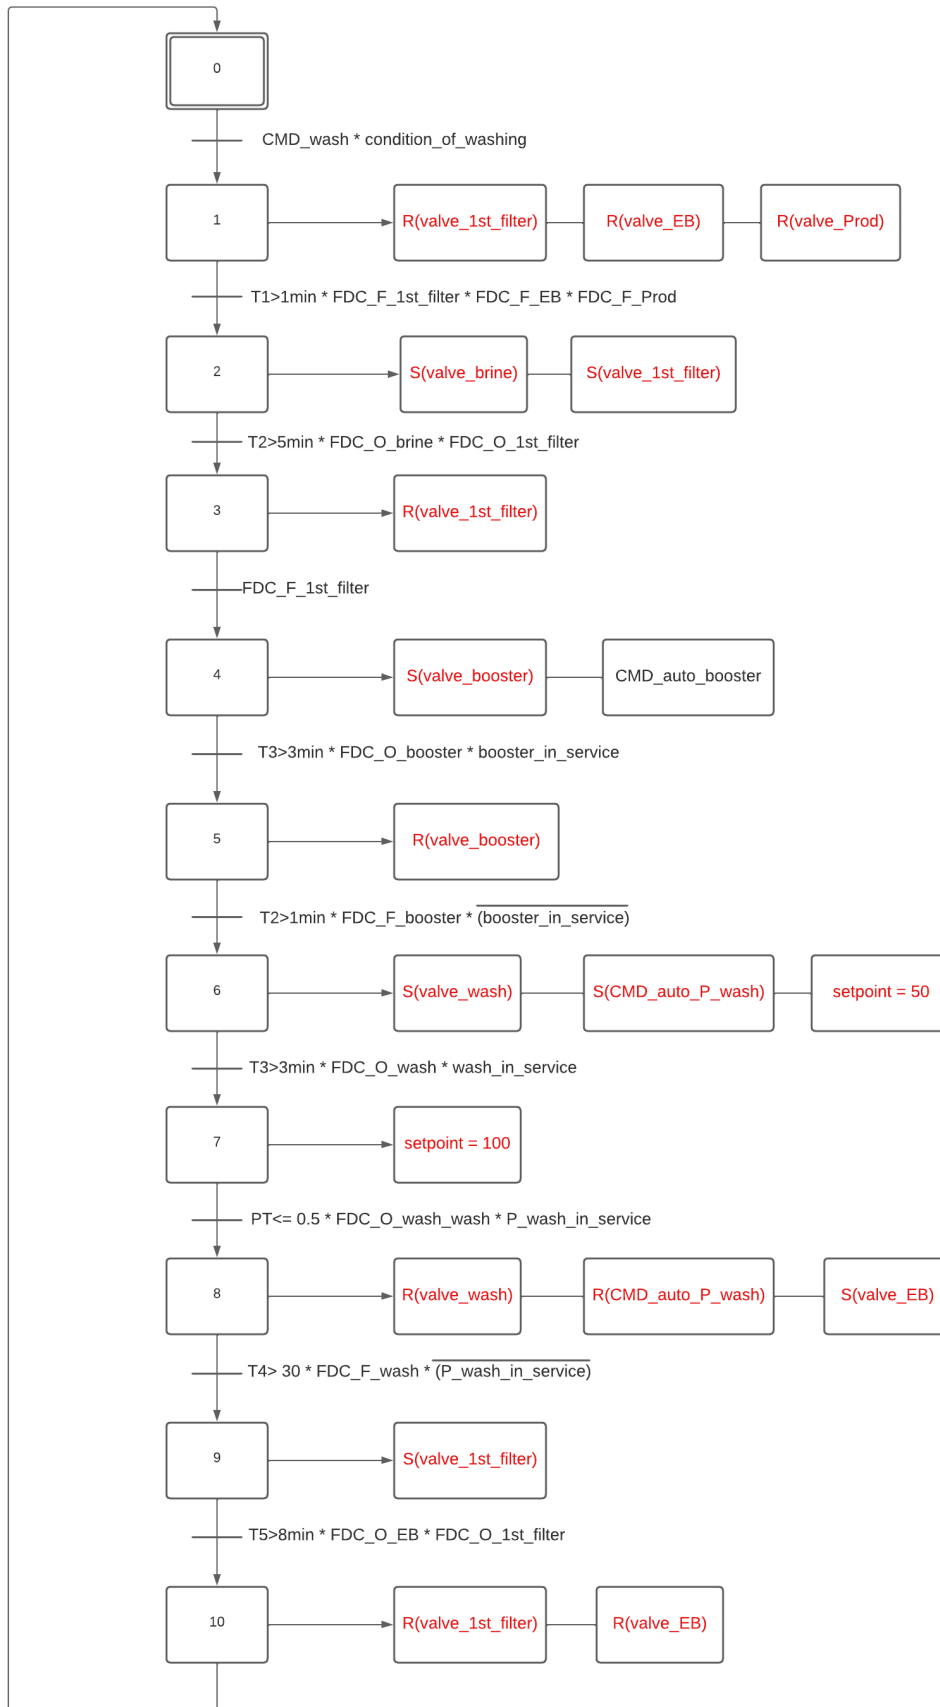 0
CMD_wash * condition_of_washing
1 R(valve_1st_filter) R(valve_EB) R(valve_Prod)
T1>1min * FDC_F_1st_filter * FDC_F_EB * FDC_F_Prod
2 S(valve_brine) S(valve_1st_filter)
T2>5min * FDC_O_brine * FDC_O_1st_filter
3 R(valve_1st_filter)
FDC_F_1st_filter
4 S(valve_booster) CMD_auto_booster
T3>3min * FDC_O_booster * booster_in_service
5 R(valve_booster)
T2>1min * FDC_F_booster * (booster_in_service)
6 S(valve_wash) S(CMD_auto_P_wash) setpoint = 50
T3>3min * FDC_O_wash * wash_in_service
7 setpoint = 100
PT<= 0.5 * FDC_O_wash_wash * P_wash_in_service
8 R(valve_wash) R(CMD_auto_P_wash) S(valve_EB)
T4> 30 * FDC_F_wash * (P_wash_in_service)
9 S(valve_1st_filter)
T5>8min * FDC_O_EB * FDC_O_1st_filter
10 R(valve_1st_filter) R(valve_EB)